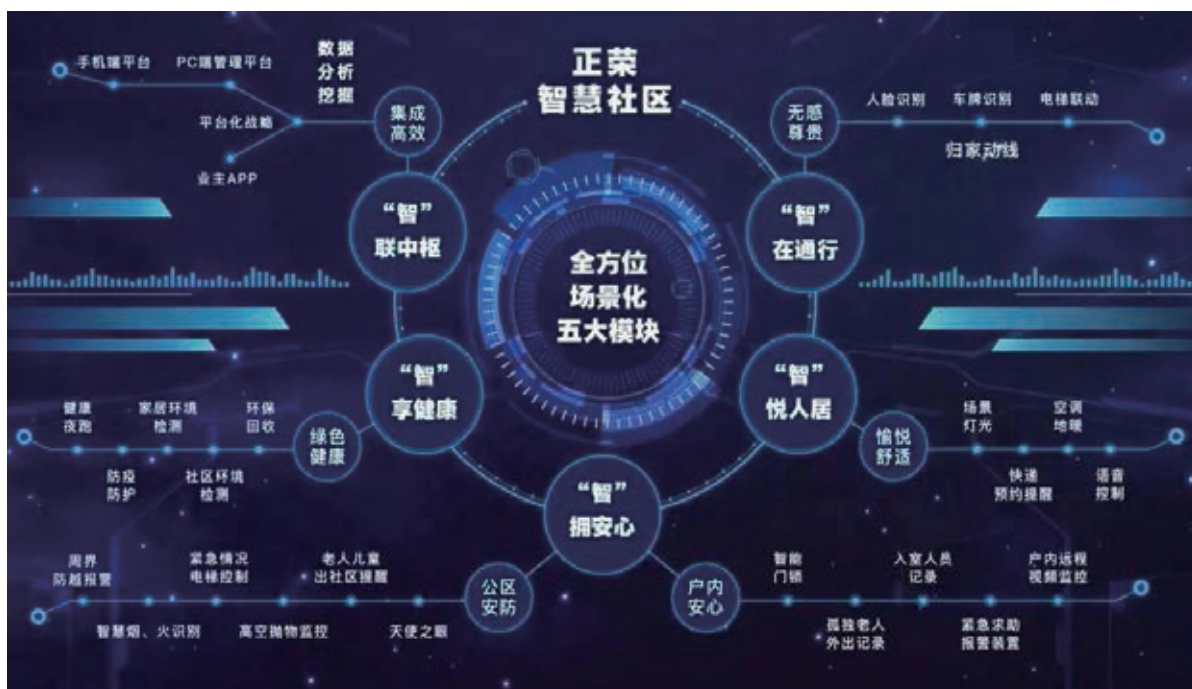 正荣
智慧社区
全方位
场景化
五大模块
手机端平台
PC端管理平台
数据
分析
挖掘
平台化战略
业主APP
集成
高效
“智”
联中枢
无感
尊贵
人脸识别
车牌识别
电梯联动
归家动线
“智”
在通行
“智”
享健康
绿色
健康
健康
夜跑
家居环境
检测
环保
回收
防疫
防护
社区环境
检测
“智”
悦人居
愉悦
舒适
场景
灯光
空调
地暖
快递
预约提醒
语音
控制
“智”
拥安心
公区
安防
周界
防越报警
紧急情况
电梯控制
老人儿童
出社区提醒
智慧烟、火识别
高空抛物监控
天使之眼
户内
安心
智能
门锁
入室人员
记录
户内远程
视频监控
孤独老人
外出记录
紧急求助
报警装置